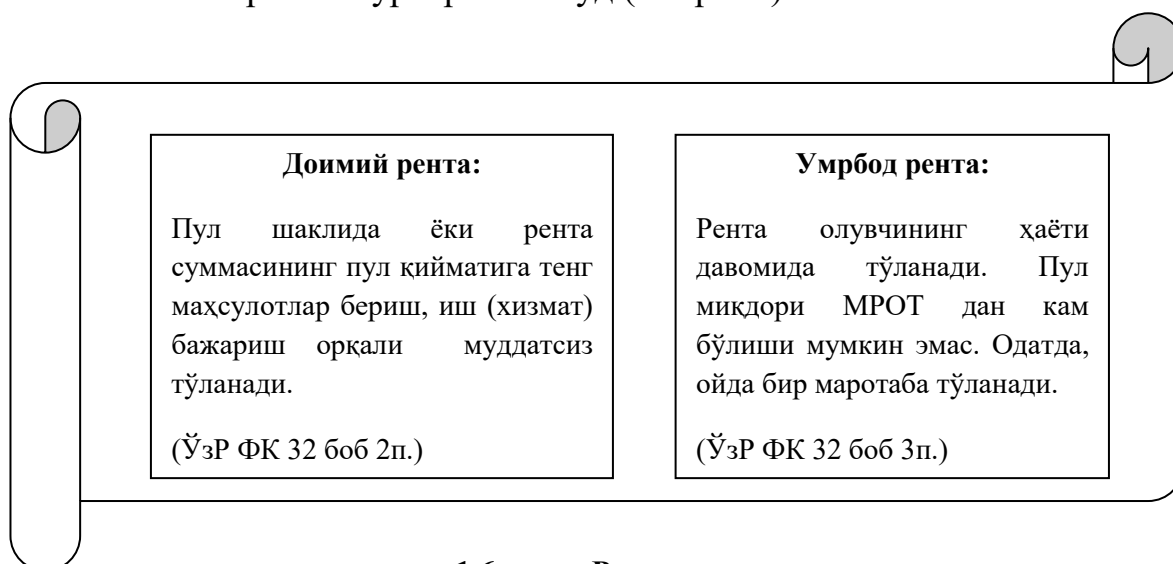 Доимий рента:
Пул шаклида ёки рента
суммасининг пул қийматига тенг
маҳсулотлар бериш, иш (хизмат)
бажариш орқали муддатсиз
тўланади.
(ЎзР ФК 32 боб 2п.)
Умрбод рента:
Рента олувчининг ҳаёти
давомида тўланади. Пул
миқдори МРОТ дан кам
бўлиши мумкин эмас. Одатда,
ойда бир маротаба тўланади.
(ЎзР ФК 32 боб 3п.)